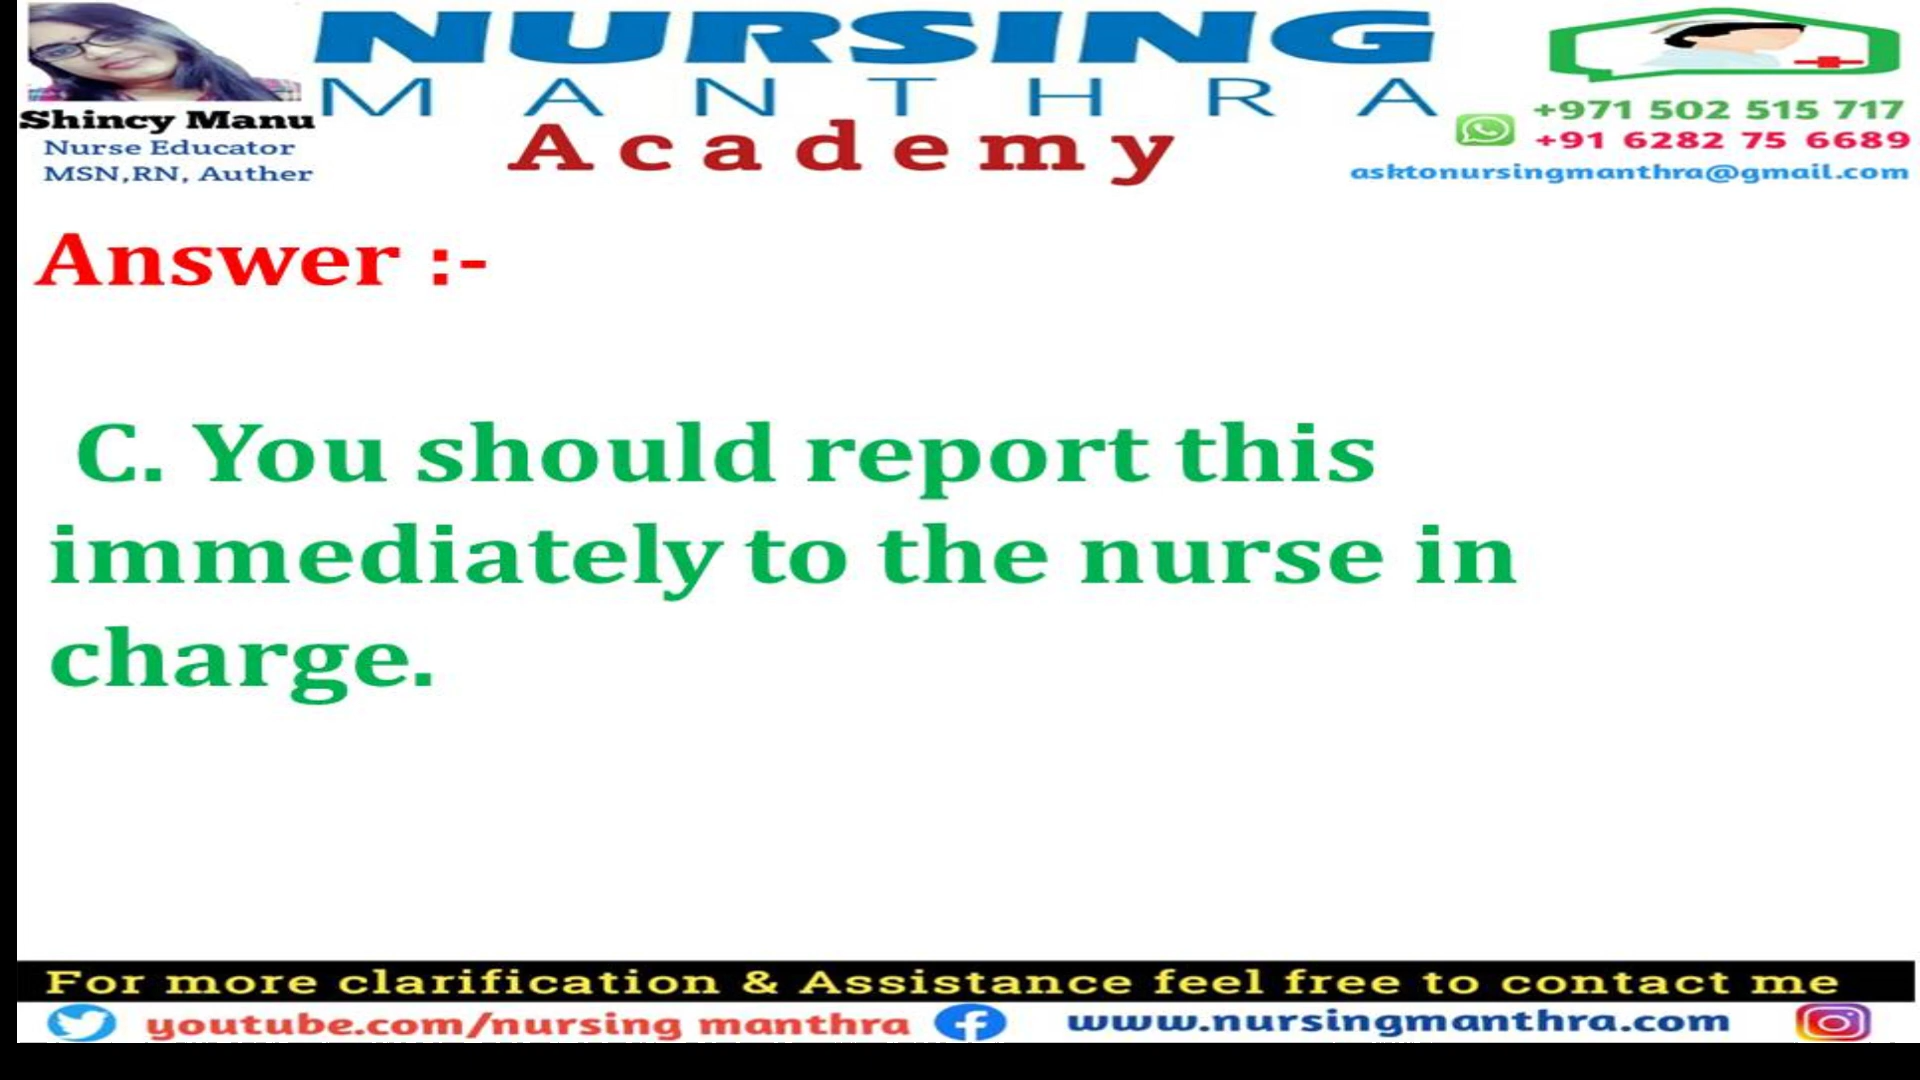 NURSING
MANTHRA
Academy
Shincy Manu
Nurse Educator
MSN,RN, Auther
+971 502 515 717
+91 6282 75 6689
asktonursingmanthra@gmail.com
Answer :-
C. You should report this
immediately to the nurse in
charge.
For more clarification & Assistance feel free to contact me
youtube.com/nursing manthra
www.nursingmanthra.com